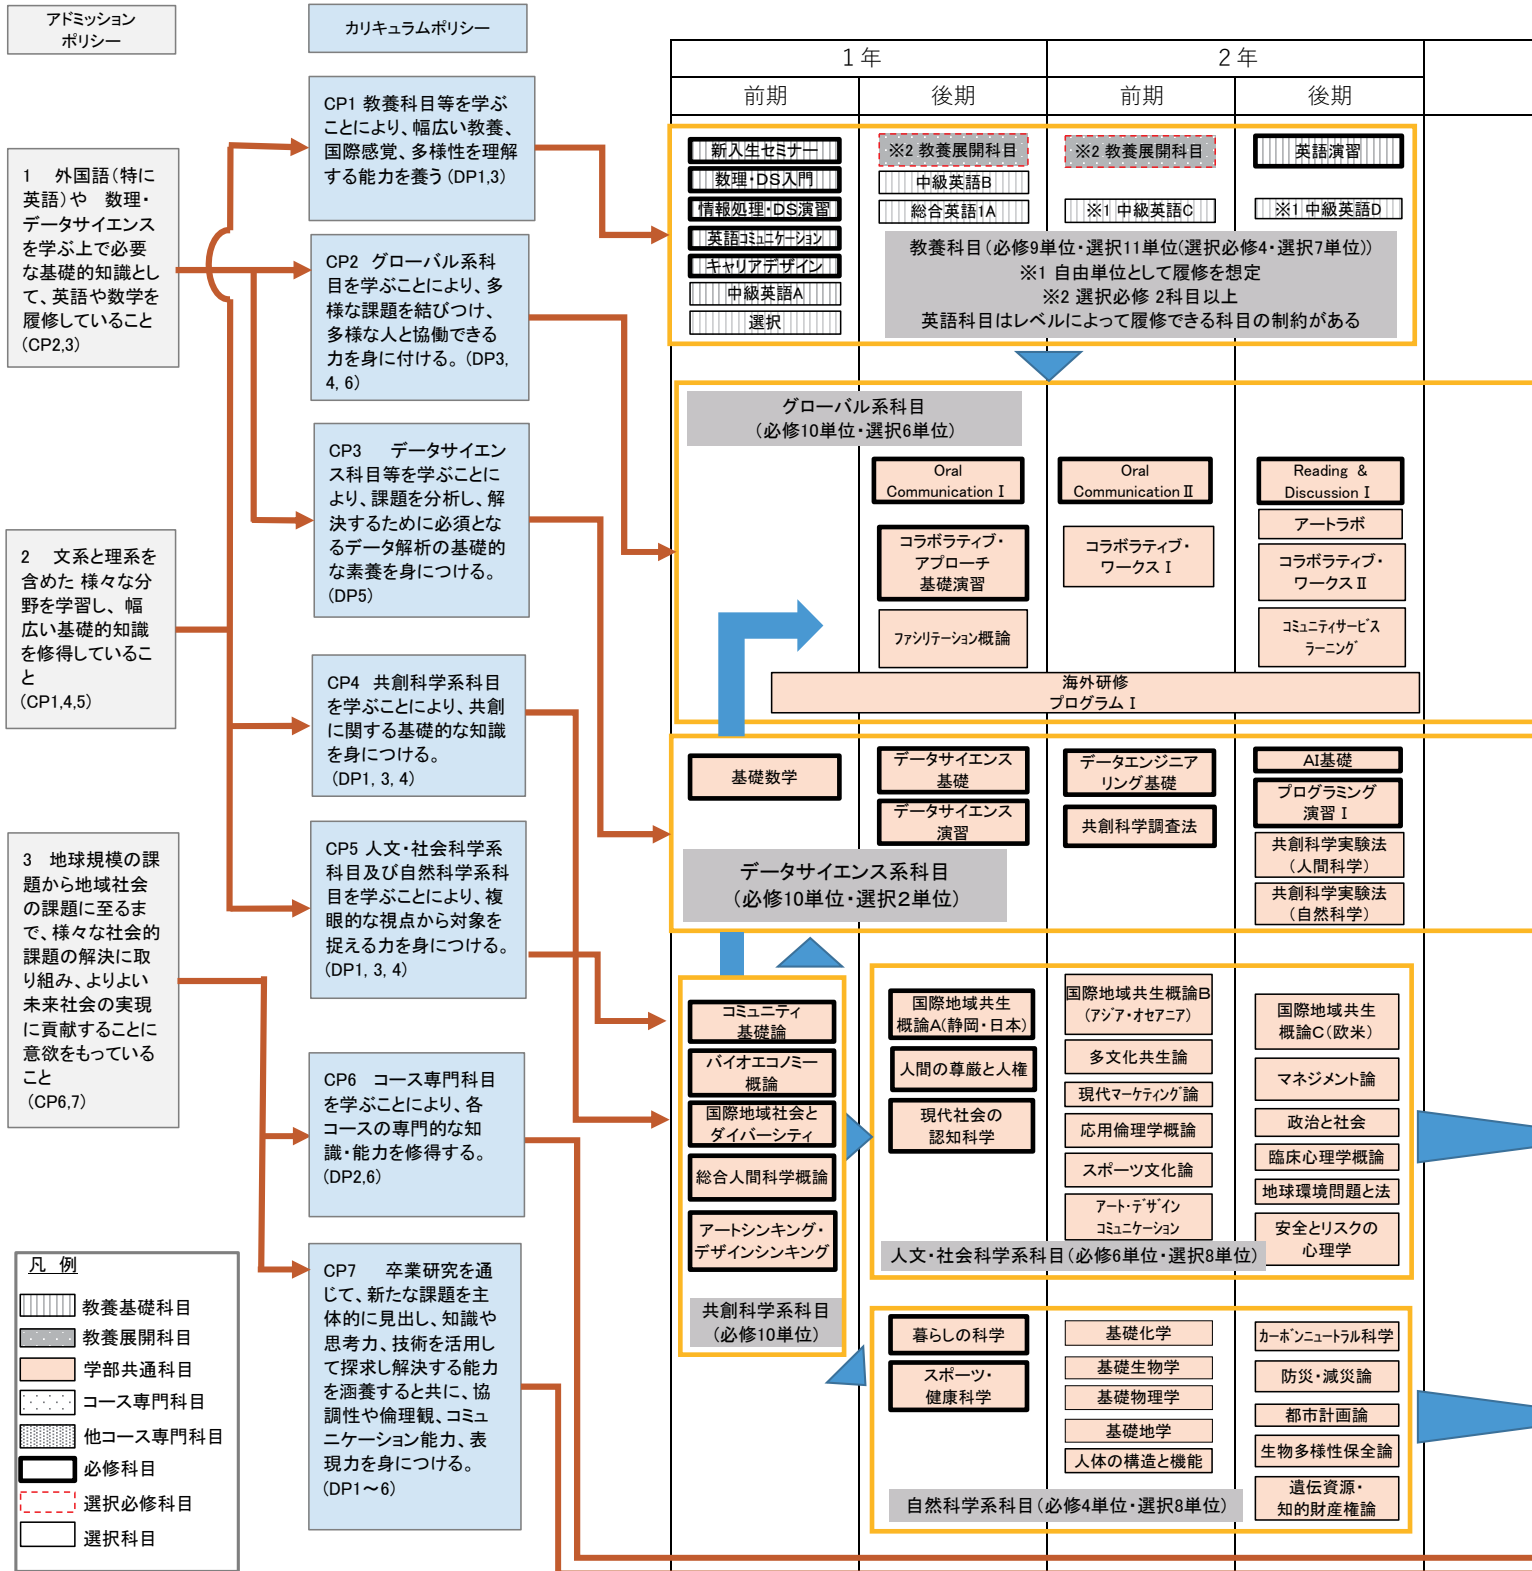 アドミッション
ポリシー
カリキュラムポリシー
1　外国語（特に
英語）や　数理・
データサイエンス
を学ぶ上で必要
な基礎的知識とし
て、英語や数学を
履修していること
（CP2,3）
2　文系と理系を
含めた 様々な分
野を学習し、幅
広い基礎的知識
を修得しているこ
と
（CP1,4,5）
3　地球規模の課
題から地域社会
の課題に至るま
で、様々な社会的
課題の解決に取
り組み、よりよい
未来社会の実現
に貢献することに
意欲をもっている
こと
（CP6,7）
CP1 教養科目等を学ぶ
ことにより、幅広い教養、
国際感覚、多様性を理解
する能力を養う（DP1,3）
CP2 グローバル系科
目を学ぶことにより、多
様な課題を結びつけ、
多様な人と協働できる
力を身に付ける。（DP3,
4, 6）
CP3　データサイエン
ス科目等を学ぶことに
より、課題を分析し、解
決するために必須とな
るデータ解析の基礎的
な素養を身につける。
（DP5）
CP4 共創科学系科目
を学ぶことにより、共創
に関する基礎的な知識
を身につける。
（DP1, 3, 4）
CP5 人文・社会科学系
科目及び自然科学系科
目を学ぶことにより、複
眼的な視点から対象を
捉える力を身につける。
（DP1, 3, 4）
CP6　コース専門科目
を学ぶことにより、各
コースの専門的な知
識・能力を修得する。
（DP2,6）
CP7　卒業研究を通
じて、新たな課題を主
体的に見出し、知識や
思考力、技術を活用し
て探求し解決する能力
を涵養すると共に、協
調性や倫理観、コミュ
ニケーション能力、表
現力を身につける。
（DP1～6）
凡 例
教養基礎科目
教養展開科目
学部共通科目
コース専門科目
他コース専門科目
必修科目
選択必修科目
選択科目
1年
2年
前期
後期
前期
後期
新入生セミナー
数理・DS入門
情報処理・DS演習
英語コミュニケーション
キャリアデザイン
中級英語A
選択
※2 教養展開科目
中級英語B
総合英語1A
※2 教養展開科目
※1 中級英語C
英語演習
※1 中級英語D
教養科目（必修9単位・選択11単位（選択必修4・選択7単位））
※1 自由単位として履修を想定
※2 選択必修 2科目以上
英語科目はレベルによって履修できる科目の制約がある
グローバル系科目
（必修10単位・選択6単位）
Oral
Communication Ⅰ
コラボラティブ・
アプローチ
基礎演習
ファシリテーション概論
Oral
Communication Ⅱ
コラボラティブ・
ワークス Ⅰ
Reading ＆
Discussion Ⅰ
アートラボ
コラボラティブ・
ワークス Ⅱ
コミュニティサービス
ラーニング
海外研修
プログラム Ⅰ
基礎数学
データサイエンス
基礎
データサイエンス
演習
データエンジニア
リング基礎
共創科学調査法
AI基礎
プログラミング
演習 Ⅰ
共創科学実験法
（人間科学）
共創科学実験法
（自然科学）
データサイエンス系科目
（必修10単位・選択2単位）
コミュニティ
基礎論
バイオエコノミー
概論
国際地域社会と
ダイバーシティ
総合人間科学概論
アートシンキング・
デザインシンキング
共創科学系科目
（必修10単位）
国際地域共生
概論A（静岡・日本）
人間の尊厳と人権
現代社会の
認知科学
国際地域共生概論B
（アジア・オセアニア）
多文化共生論
現代マーケティング論
応用倫理学概論
スポーツ文化論
アート・デザイン
コミュニケーション
国際地域共生
概論C（欧米）
マネジメント論
政治と社会
臨床心理学概論
地球環境問題と法
安全とリスクの
心理学
人文・社会科学系科目（必修6単位・選択8単位）
暮らしの科学
スポーツ・
健康科学
基礎化学
基礎生物学
基礎物理学
基礎地学
人体の構造と機能
カーボンニュートラル科学
防災・減災論
都市計画論
生物多様性保全論
遺伝資源・
知的財産権論
自然科学系科目（必修4単位・選択8単位）